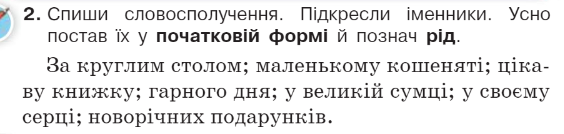 2. Спиши словосполучення. Підкресли іменники. Усно
постав їх у початковій формі й познач рід.
За круглим столом; маленькому кошеняті; ціка-
ву книжку; гарного дня; у великій сумці; у своєму
серці; новорічних подарунків.